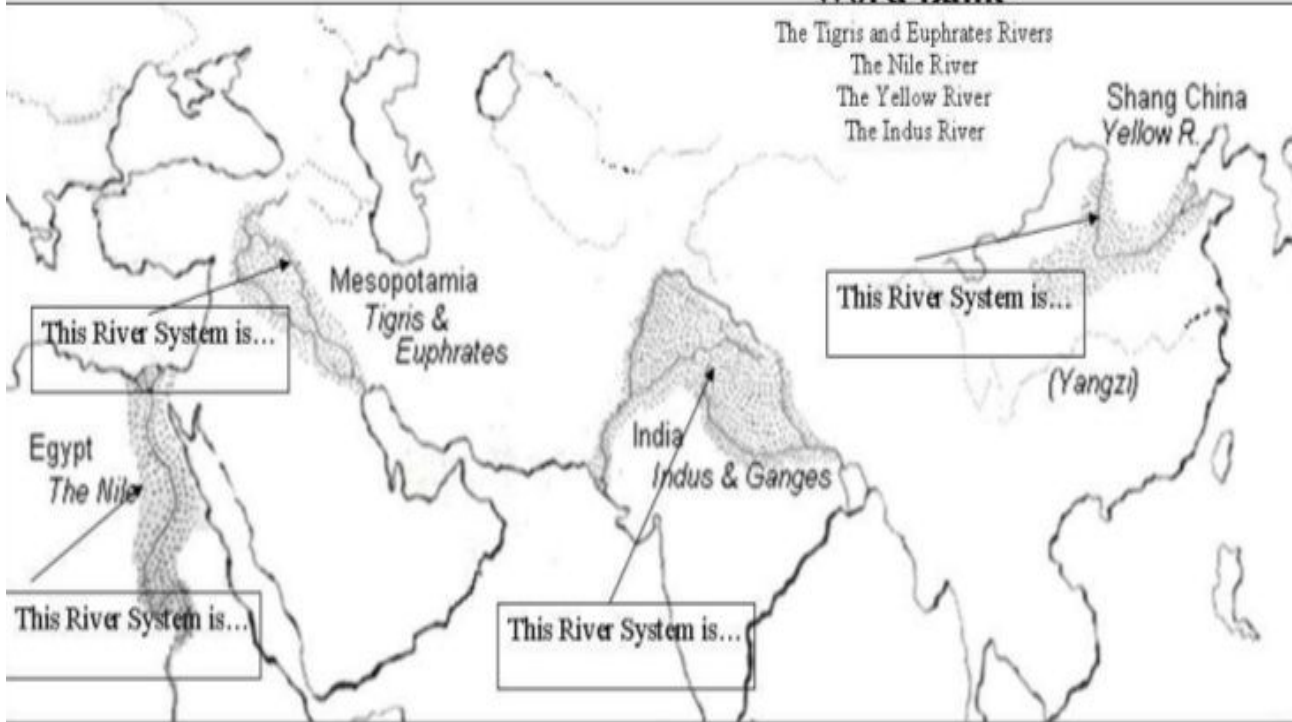 Word Bank
The Tigris and Euphrates Rivers
The Nile River
The Yellow River
The Indus River
Shang China
Yellow R.
Mesopotamia
Tigris &
Euphrates
This River System is...
This River System is...
(Yangzi)
Egypt
The Nile
India
Indus & Ganges
This River System is...
This River System is...